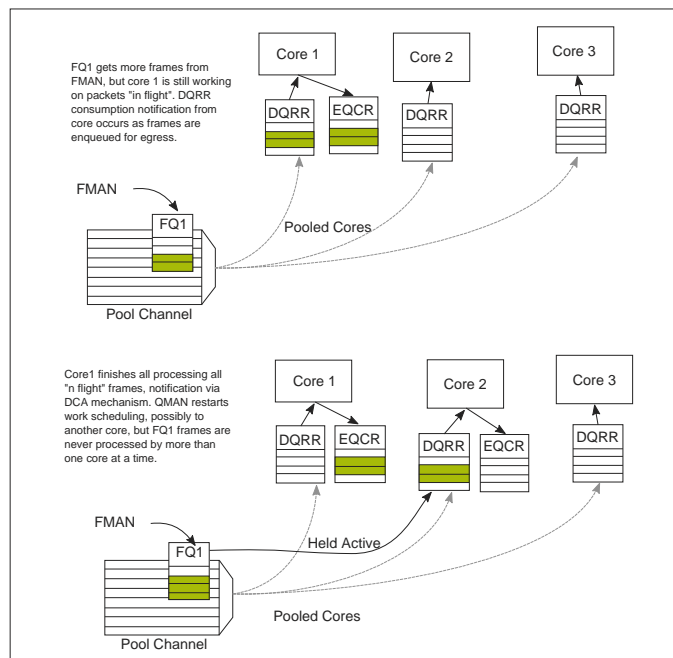 FQ1 gets more frames from
FMAN, but core 1 is still working
on packets "in flight". DQRR
consumption notification from
core occurs as frames are
enqueued for egress.
Core 1
Core 2
Core 3
DQRR
EQCR
DQRR
DQRR
FMAN
FQ1
Pooled Cores
Pool Channel
Core1 finishes all processing all
"n flight" frames, notification via
DCA mechanism. QMAN restarts
work scheduling, possibly to
another core, but FQ1 frames are
never processed by more than
one core at a time.
Core 1
Core 2
Core 3
DQRR
EQCR
DQRR
EQCR
DQRR
FMAN
FQ1
Held Active
Pooled Cores
Pool Channel